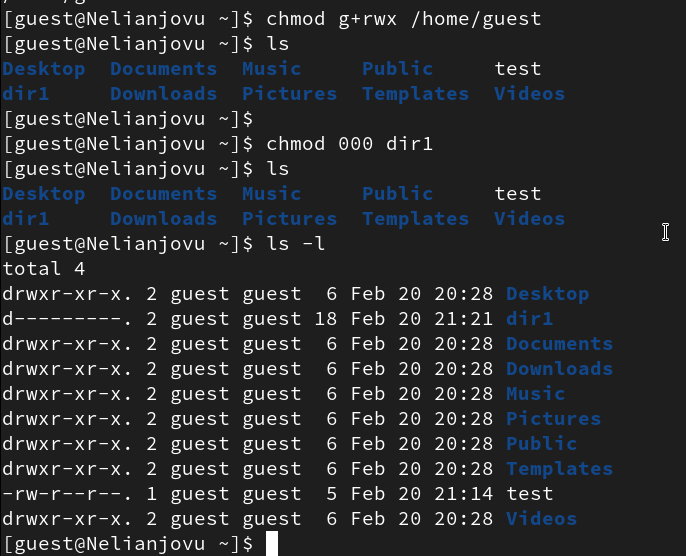 [guest@Nelianjovu ~]$ chmod g+rwx /home/guest
[guest@Nelianjovu ~]$ ls
Desktop  Documents  Music     Public     test
dir1     Downloads  Pictures  Templates  Videos
[guest@Nelianjovu ~]$
[guest@Nelianjovu ~]$ chmod 000 dir1
[guest@Nelianjovu ~]$ ls
Desktop  Documents  Music     Public     test
dir1     Downloads  Pictures  Templates  Videos
[guest@Nelianjovu ~]$ ls -l
total 4
drwxr-xr-x. 2 guest guest  6 Feb 20 20:28 Desktop
d---------. 2 guest guest 18 Feb 20 21:21 dir1
drwxr-xr-x. 2 guest guest  6 Feb 20 20:28 Documents
drwxr-xr-x. 2 guest guest  6 Feb 20 20:28 Downloads
drwxr-xr-x. 2 guest guest  6 Feb 20 20:28 Music
drwxr-xr-x. 2 guest guest  6 Feb 20 20:28 Pictures
drwxr-xr-x. 2 guest guest  6 Feb 20 20:28 Public
drwxr-xr-x. 2 guest guest  6 Feb 20 20:28 Templates
-rw-r--r--. 1 guest guest  5 Feb 20 21:14 test
drwxr-xr-x. 2 guest guest  6 Feb 20 20:28 Videos
[guest@Nelianjovu ~]$